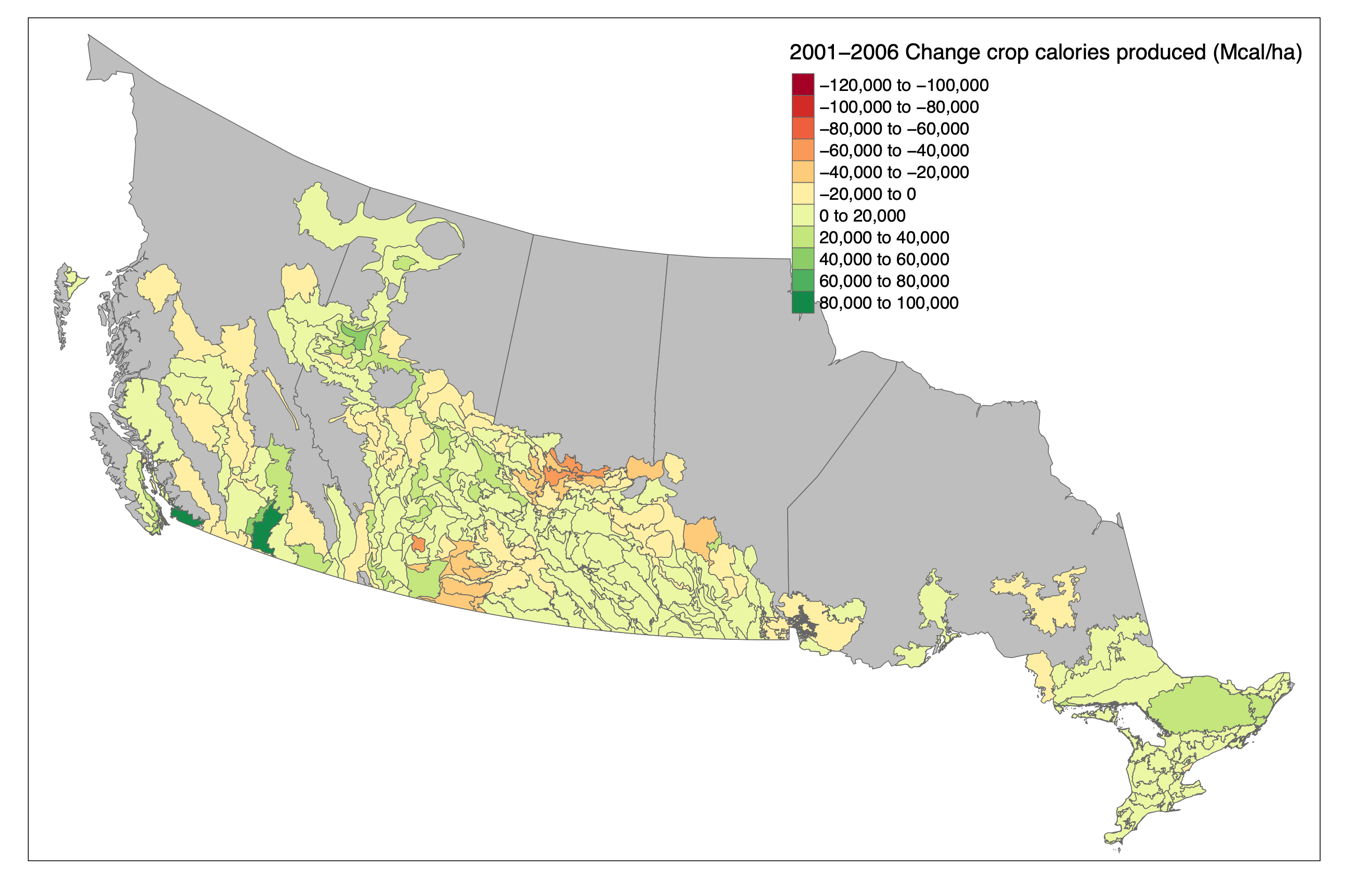 2001–2006 Change crop calories produced (Mcal/ha)
−120,000 to −100,000
−100,000 to −80,000
−80,000 to −60,000
−60,000 to −40,000
−40,000 to −20,000
−20,000 to 0
0 to 20,000
20,000 to 40,000
40,000 to 60,000
60,000 to 80,000
80,000 to 100,000